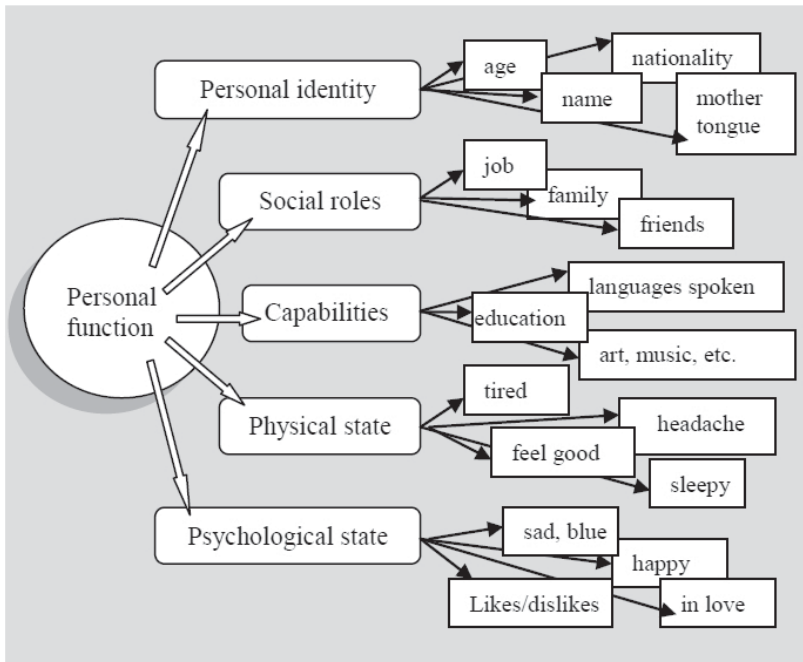 Personal
function
Personal identity
age
nationality
name
mother
tongue
Social roles
job
family
friends
Capabilities
languages spoken
education
art, music, etc.
Physical state
tired
headache
feel good
sleepy
Psychological state
sad, blue
happy
Likes/dislikes
in love